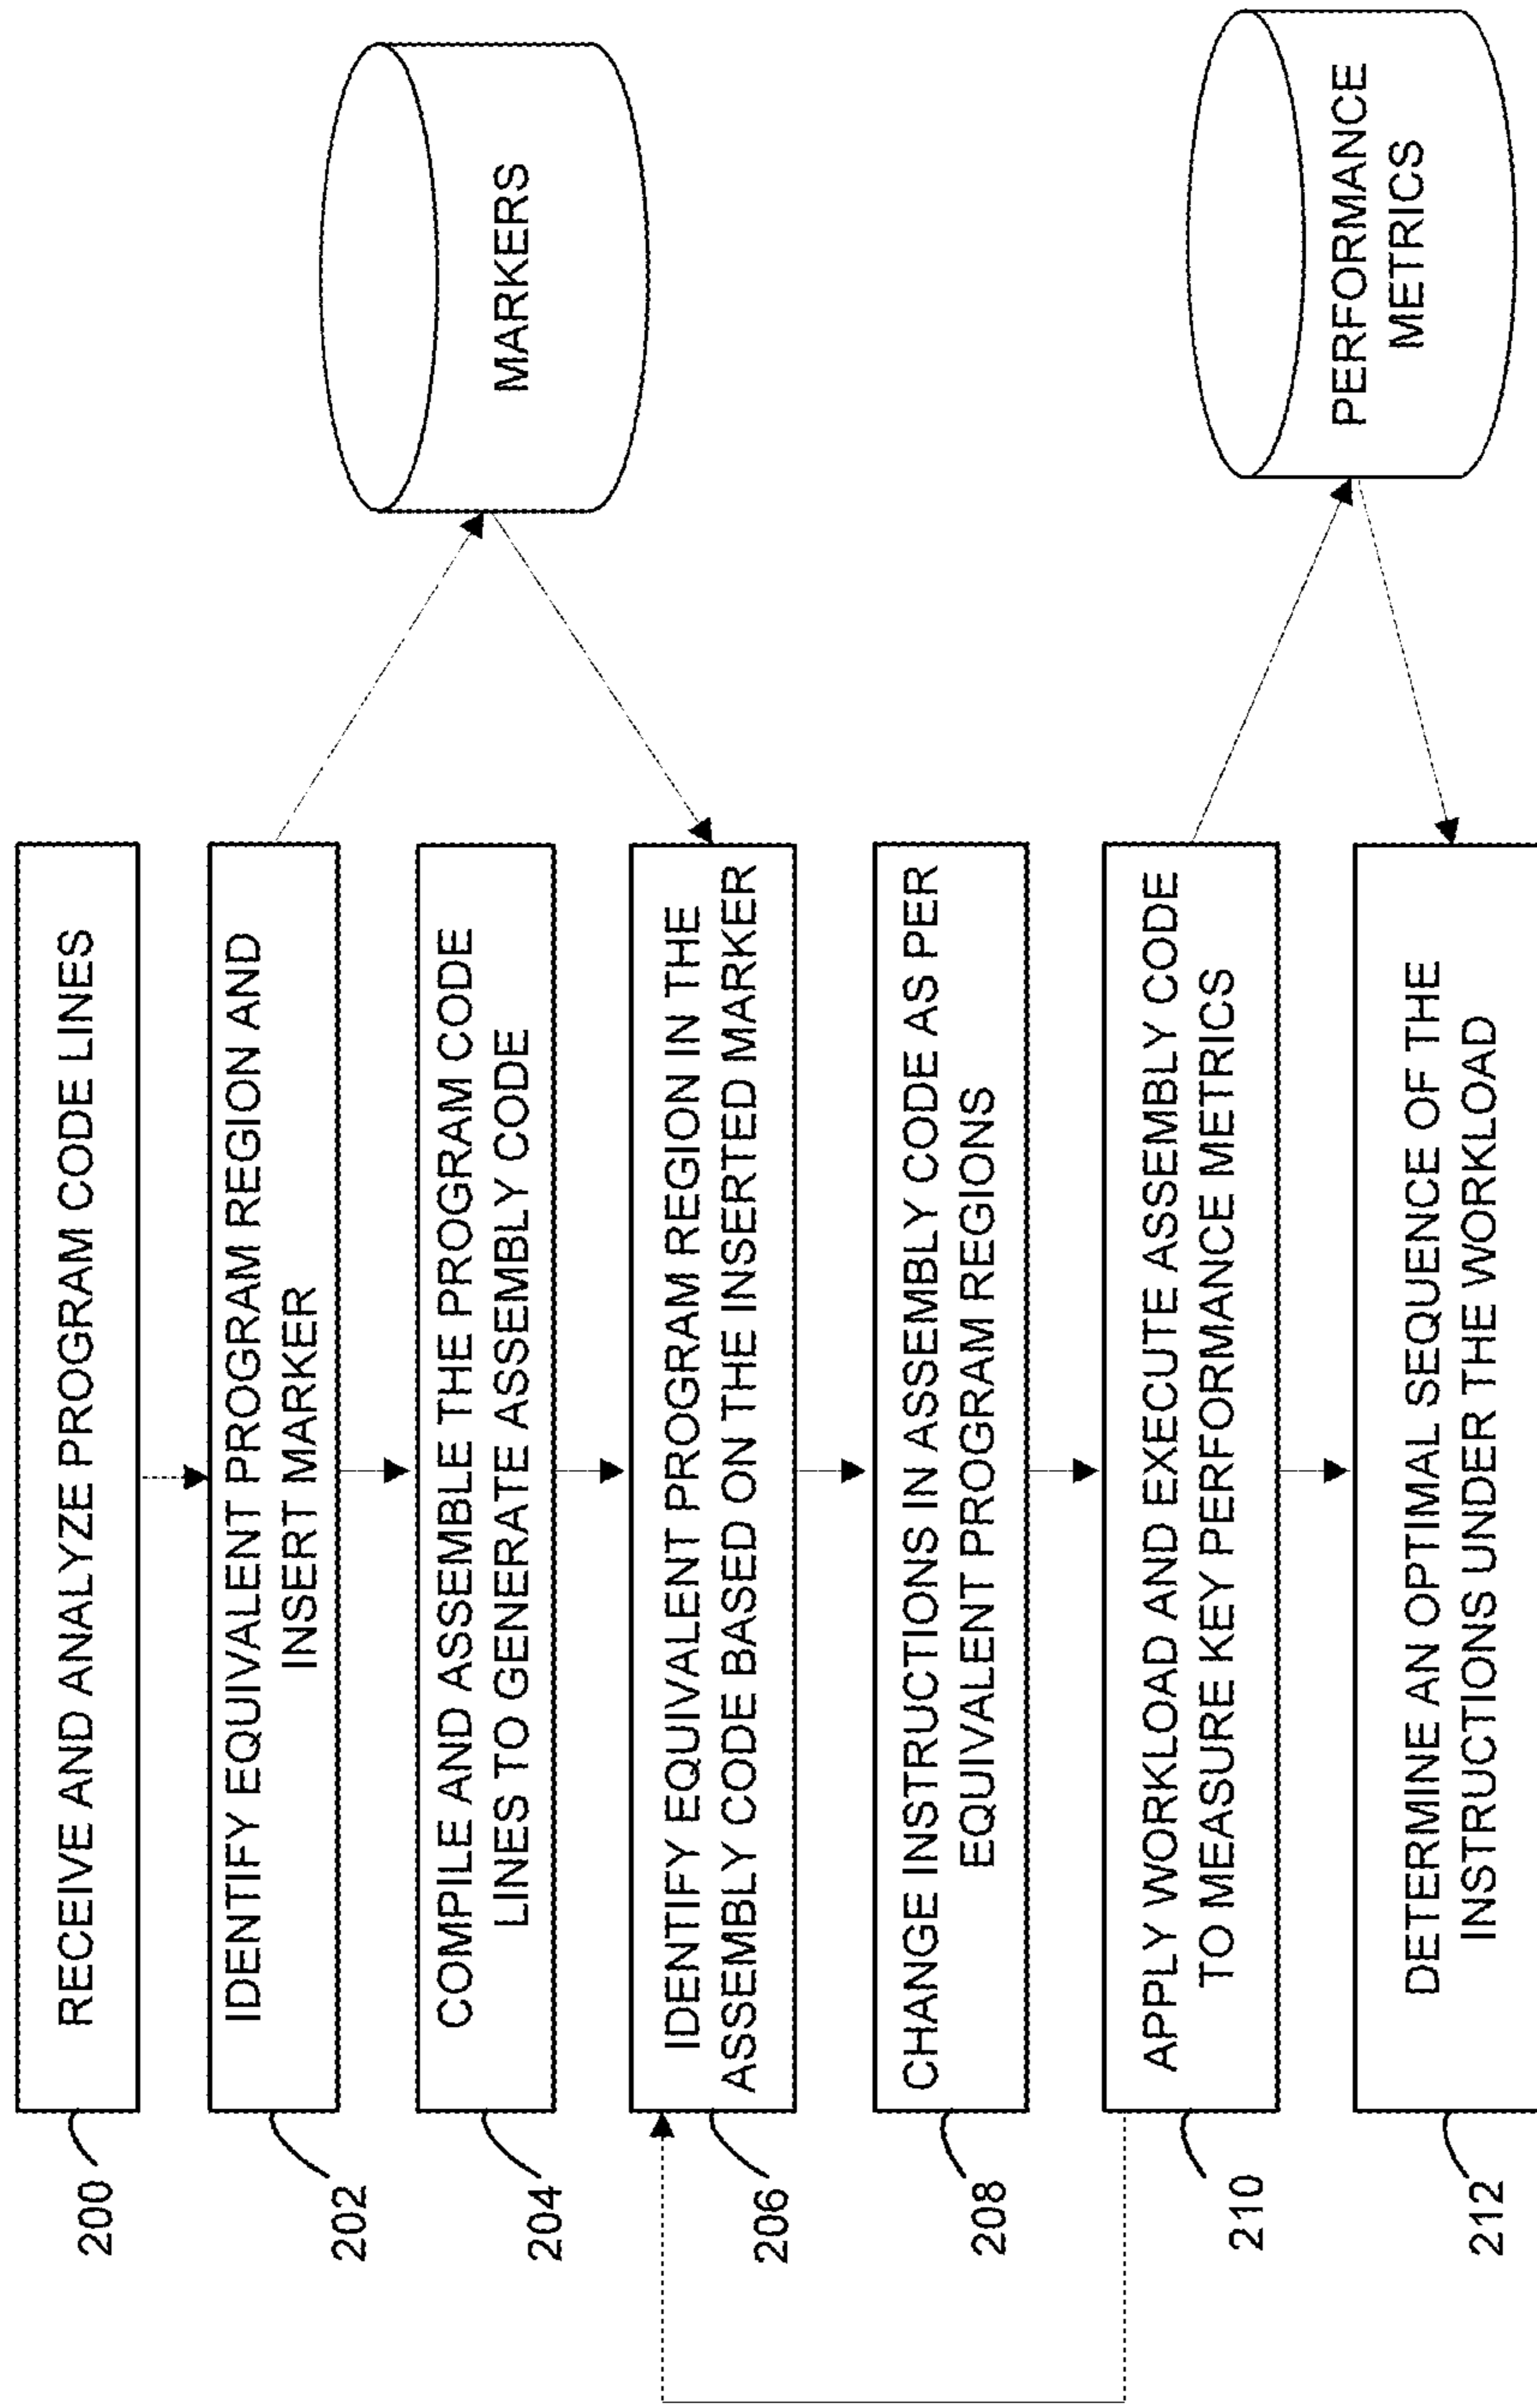 200
RECEIVE AND ANALYZE PROGRAM CODE LINES
202
IDENTIFY EQUIVALENT PROGRAM REGION AND
INSERT MARKER
MARKERS
204
COMPILE AND ASSEMBLE THE PROGRAM CODE
LINES TO GENERATE ASSEMBLY CODE
206
IDENTIFY EQUIVALENT PROGRAM REGION IN THE
ASSEMBLY CODE BASED ON THE INSERTED MARKER
208
CHANGE INSTRUCTIONS IN ASSEMBLY CODE AS PER
EQUIVALENT PROGRAM REGIONS
210
APPLY WORKLOAD AND EXECUTE ASSEMBLY CODE
TO MEASURE KEY PERFORMANCE METRICS
PERFORMANCE
METRICS
212
DETERMINE AN OPTIMAL SEQUENCE OF THE
INSTRUCTIONS UNDER THE WORKLOAD